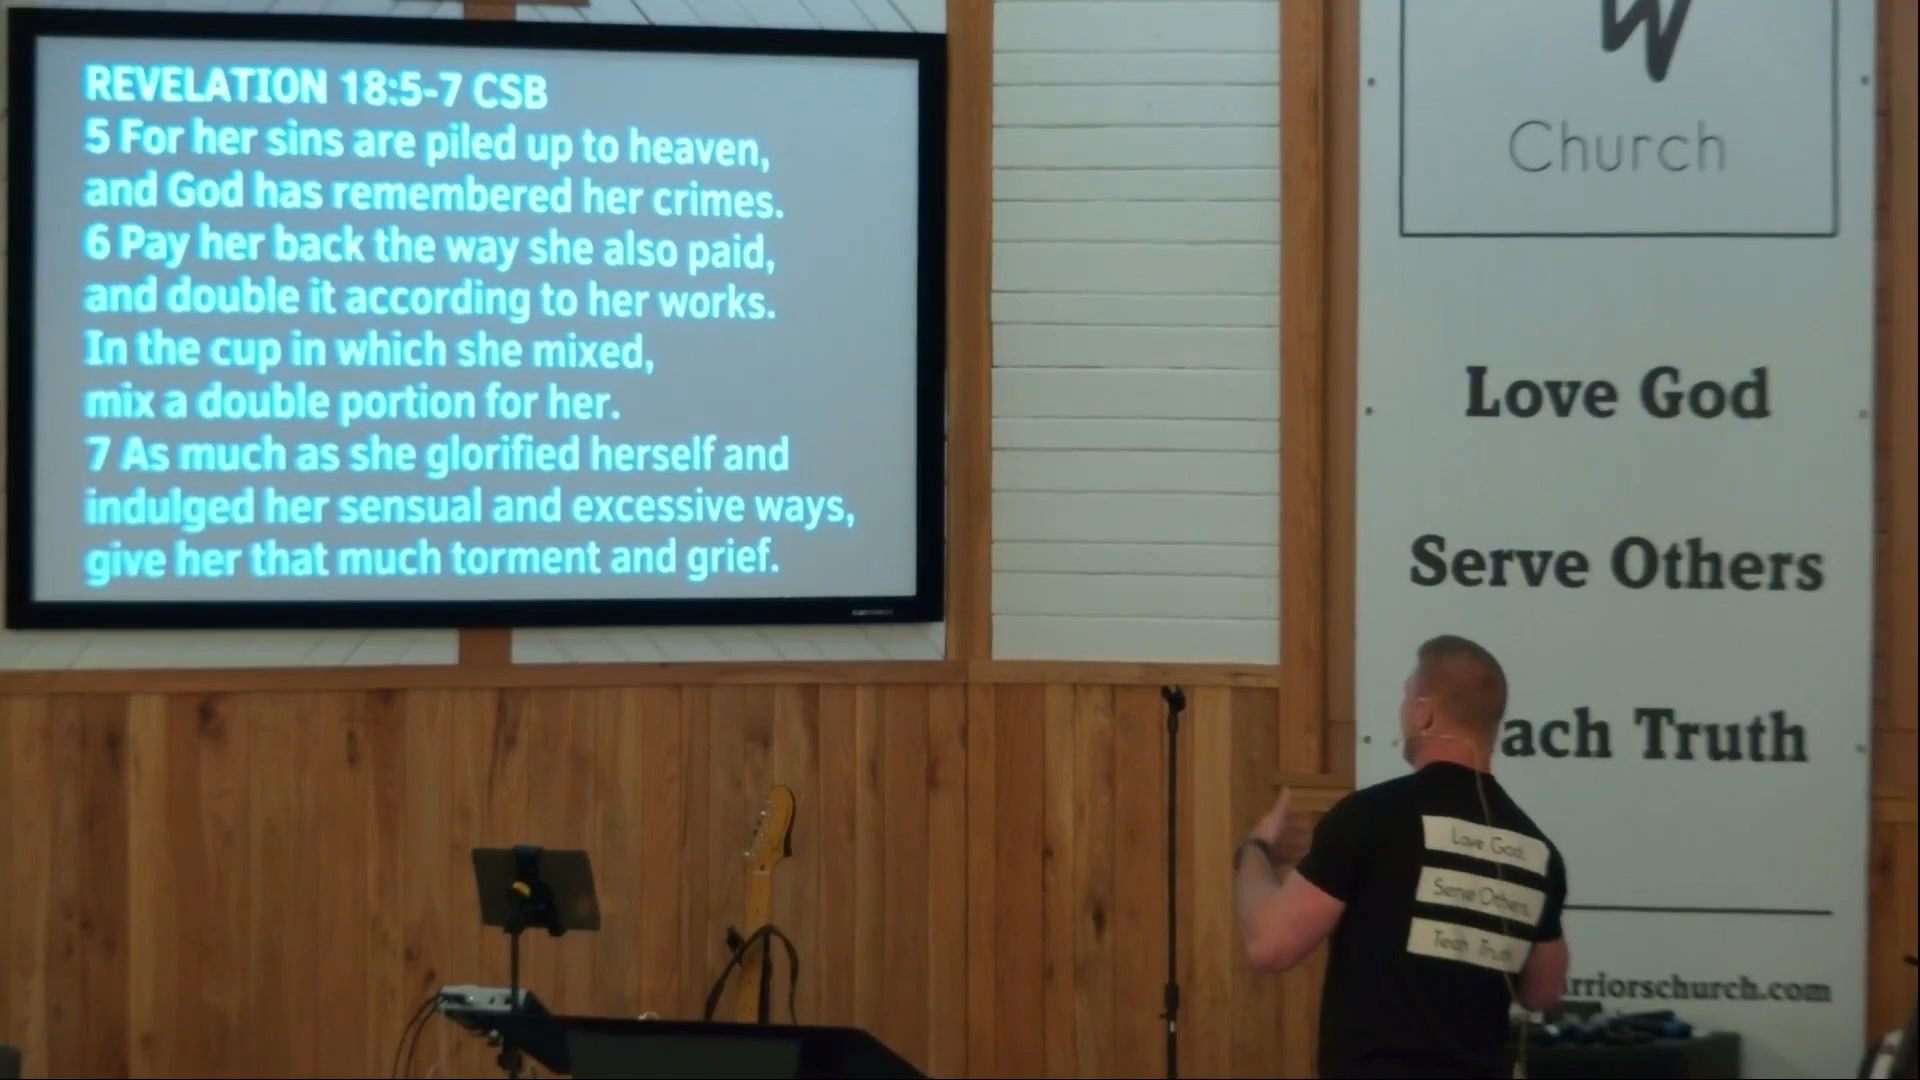 REVELATION 18:5-7 CSB
5 For her sins are piled up to heaven,
and God has remembered her crimes.
6 Pay her back the way she also paid,
and double it according to her works.
In the cup in which she mixed,
mix a double portion for her.
7 As much as she glorified herself and
indulged her sensual and excessive ways,
give her that much torment and grief.
W
Church
Love God
Serve Others
ach Truth
rriorschurch.com
Love God.
Serve Others.
Teach Truth